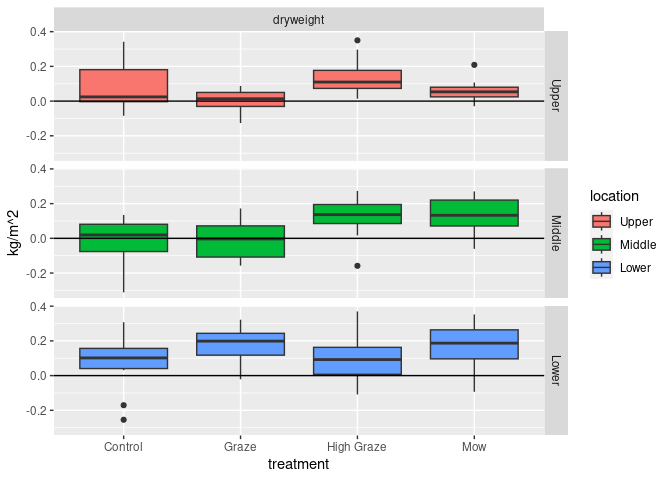 dryweight
0.4
0.2
0.0
-0.2
Upper
0.4
0.2
0.0
-0.2
Middle
0.4
0.2
0.0
-0.2
Lower
kg/m^2
Control Graze High Graze Mow
treatment
location
Upper
Middle
Lower